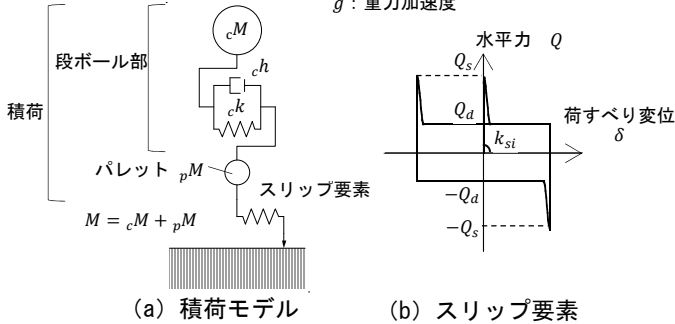 g：重力加速度
cM
段ボール部
ch
ck
積荷
パレット pM
スリップ要素
M = cM + pM
(a) 積荷モデル
水平力 Q
Qs
Qd
荷すべり変位
δ
ksi
−Qd
−Qs
(b) スリップ要素